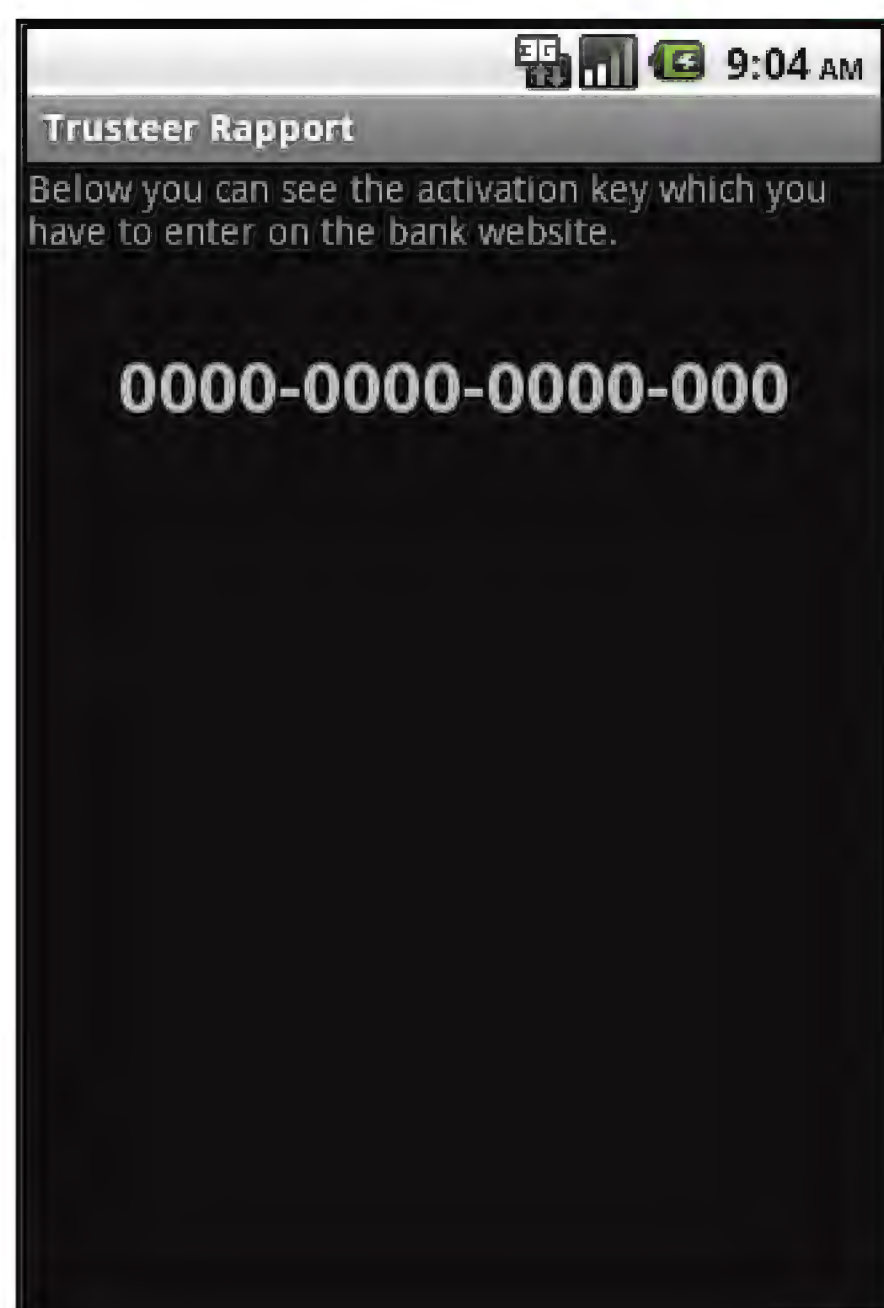 3G 9:04 AM
Trusteer Rapport
Below you can see the activation key which you
have to enter on the bank website.
0000-0000-0000-000